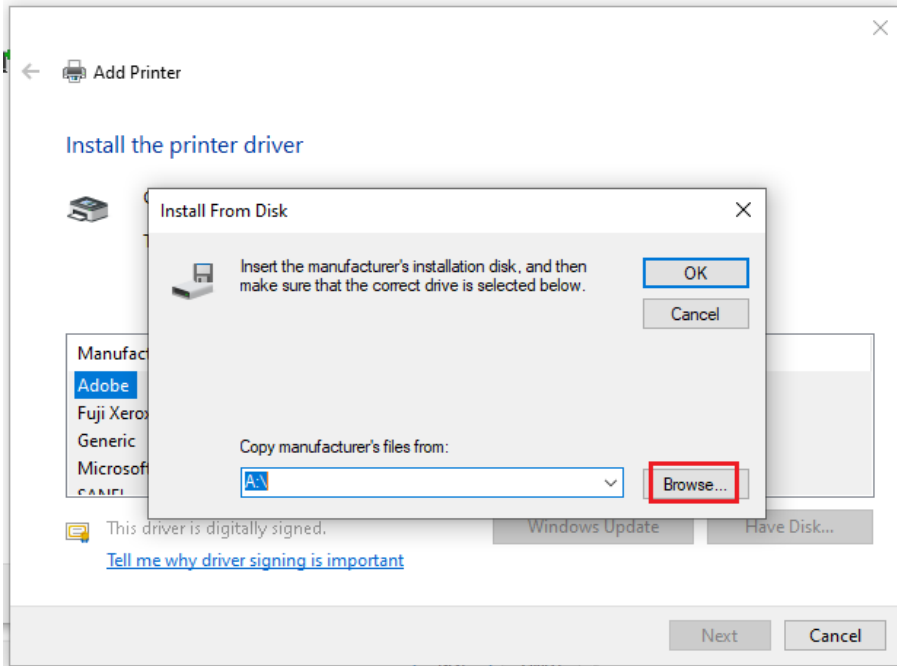 Add Printer
Install the printer driver
Install From Disk
Insert the manufacturer's installation disk, and then
make sure that the correct drive is selected below.
OK
Cancel
Manufac
Adobe
Fuji Xerox
Generic
Microsoft
Copy manufacturer's files from:
A:\
Browse...
This driver is digitally signed.
Windows Update
Have Disk...
Tell me why driver signing is important
Next
Cancel